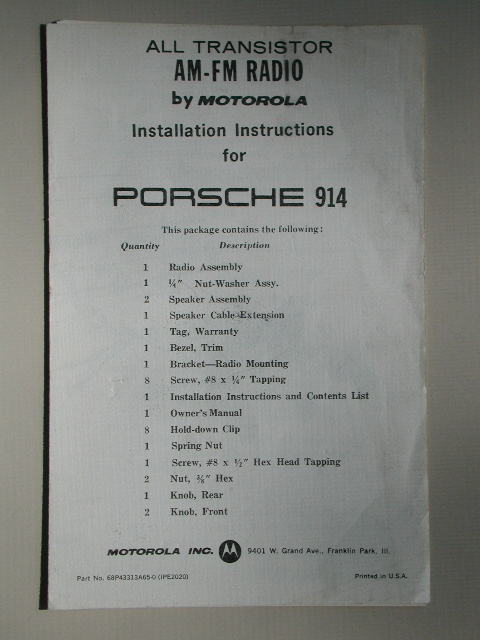 ALL TRANSISTOR
AM-FM RADIO
by MOTOROLA
Installation Instructions
for
PORSCHE 914
This package contains the following:
Quantity Description
1 Radio Assembly
1 ¼" Nut-Washer Assy.
2 Speaker Assembly
1 Speaker Cable-Extension
1 Tag, Warranty
1 Bezel, Trim
1 Bracket—Radio Mounting
8 Screw, #8 x ¼" Tapping
1 Installation Instructions and Contents List
1 Owner's Manual
8 Hold-down Clip
1 Spring Nut
1 Screw, #8 x ½" Hex Head Tapping
2 Nut, ⅜" Hex
1 Knob, Rear
2 Knob, Front
MOTOROLA INC. 9401 W. Grand Ave., Franklin Park, Ill.
Part No. 68P43313A65-0 (IPE2020) Printed in U.S.A.